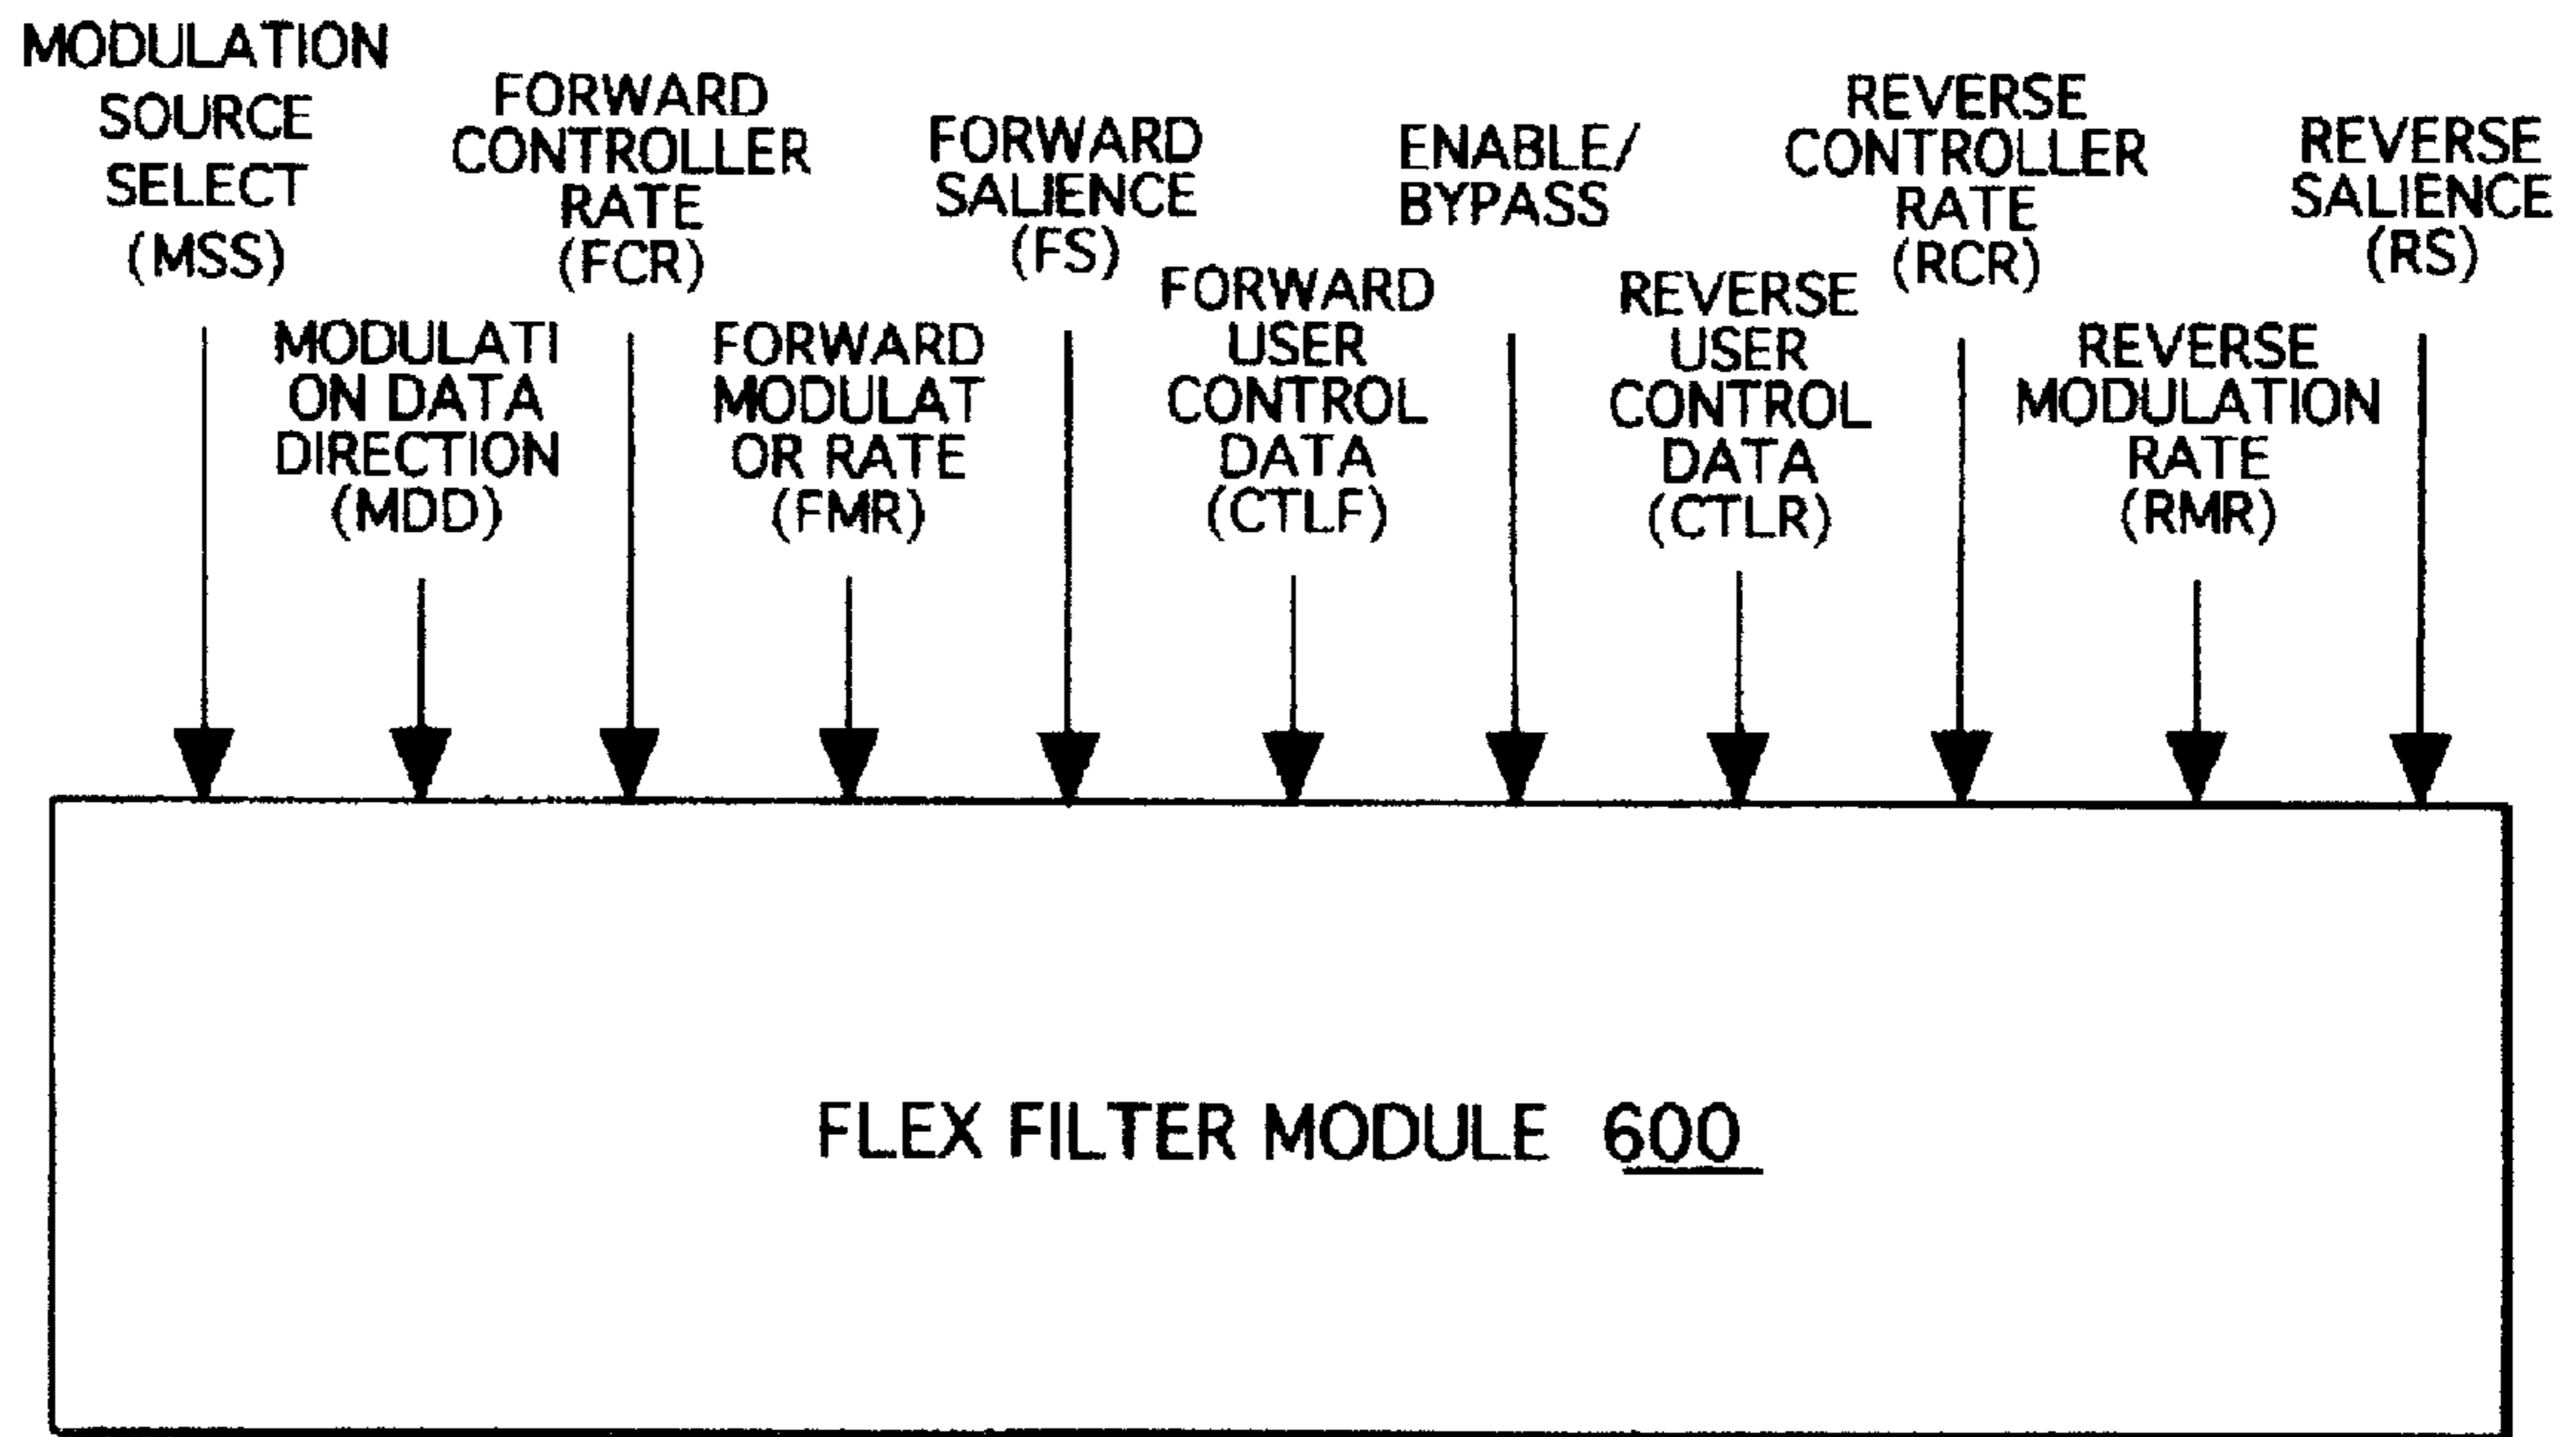 MODULATION
SOURCE
SELECT
(MSS)
MODULATI
ON DATA
DIRECTION
(MDD)
FORWARD
CONTROLLER
RATE
(FCR)
FORWARD
MODULAT
OR RATE
(FMR)
FORWARD
SALIENCE
(FS)
FORWARD
USER
CONTROL
DATA
(CTLF)
ENABLE/
BYPASS
REVERSE
USER
CONTROL
DATA
(CTLR)
REVERSE
CONTROLLER
RATE
(RCR)
REVERSE
MODULATION
RATE
(RMR)
REVERSE
SALIENCE
(RS)
FLEX FILTER MODULE 600